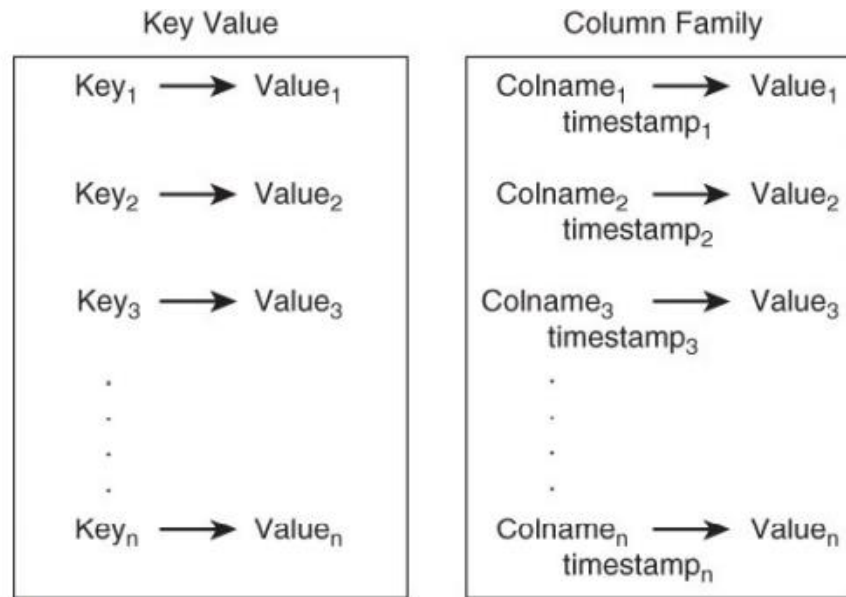 Key Value
Key₁ → Value₁
Key₂ → Value₂
Key₃ → Value₃
.
.
.
.
Keyₙ → Valueₙ
Column Family
Colname₁ → Value₁
timestamp₁
Colname₂ → Value₂
timestamp₂
Colname₃ → Value₃
timestamp₃
.
.
.
.
Colnameₙ → Valueₙ
timestampₙ